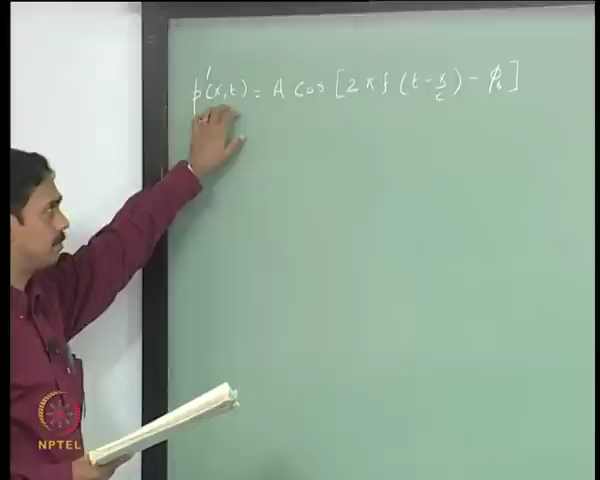 p'(x,t) = A Cos [2πf (t - x/c) - φ₀]
NPTEL